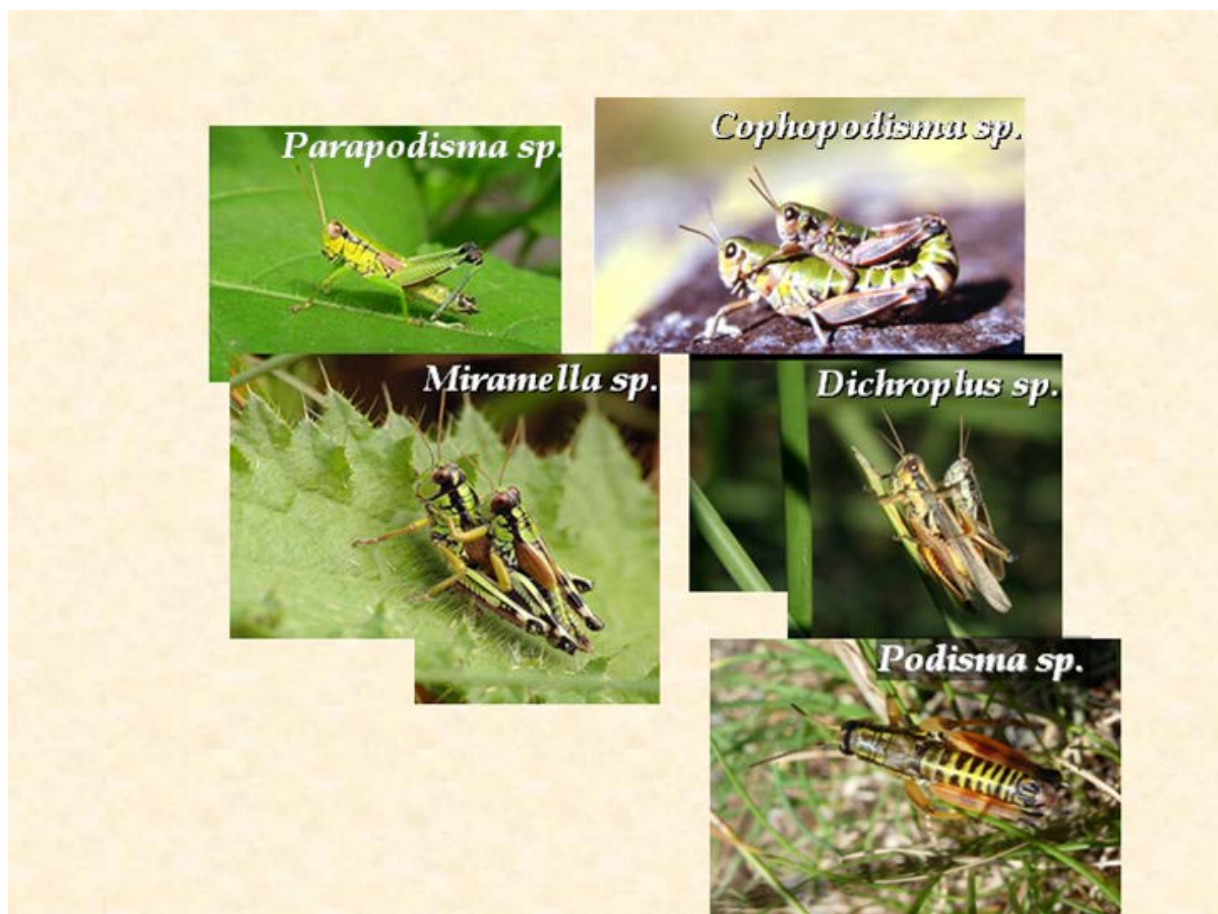 Parapodisma sp.
Cophopodisma sp.
Miramella sp.
Dichroplus sp.
Podisma sp.